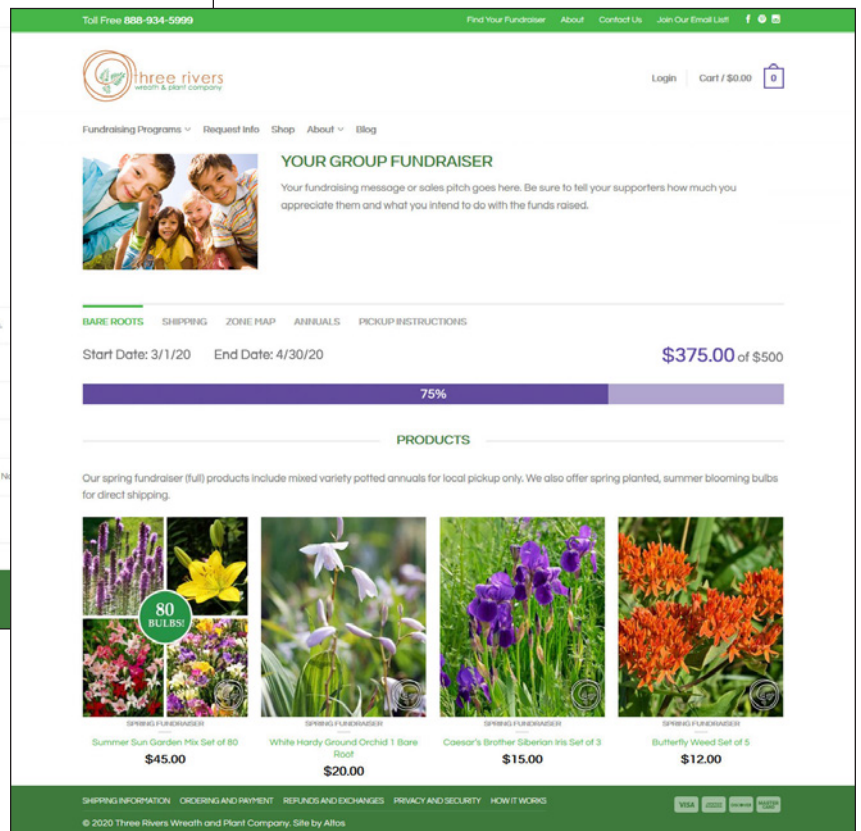 Toll Free 888-934-5999
Find Your Fundraiser About Contact Us Join Our Email List!
three rivers
wreath & plant company
Login Cart / $0.00 0
Fundraising Programs Request Info Shop About Blog
YOUR GROUP FUNDRAISER
Your fundraising message or sales pitch goes here. Be sure to tell your supporters how much you
appreciate them and what you intend to do with the funds raised.
BARE ROOTS SHIPPING ZONE MAP ANNUALS PICKUP INSTRUCTIONS
Start Date: 3/1/20 End Date: 4/30/20 $375.00 of $500
75%
PRODUCTS
Our spring fundraiser (full) products include mixed variety potted annuals for local pickup only. We also offer spring planted, summer blooming bulbs
for direct shipping.
80
BULBS!
SPRING FUNDRAISER
Summer Sun Garden Mix Set of 80
$45.00
SPRING FUNDRAISER
White Hardy Ground Orchid 1 Bare
Root
$20.00
SPRING FUNDRAISER
Caesar's Brother Siberian Iris Set of 3
$15.00
SPRING FUNDRAISER
Butterfly Weed Set of 5
$12.00
SHIPPING INFORMATION ORDERING AND PAYMENT REFUNDS AND EXCHANGES PRIVACY AND SECURITY HOW IT WORKS
VISA DISCOVER MASTER CARD
© 2020 Three Rivers Wreath and Plant Company. Site by Altos